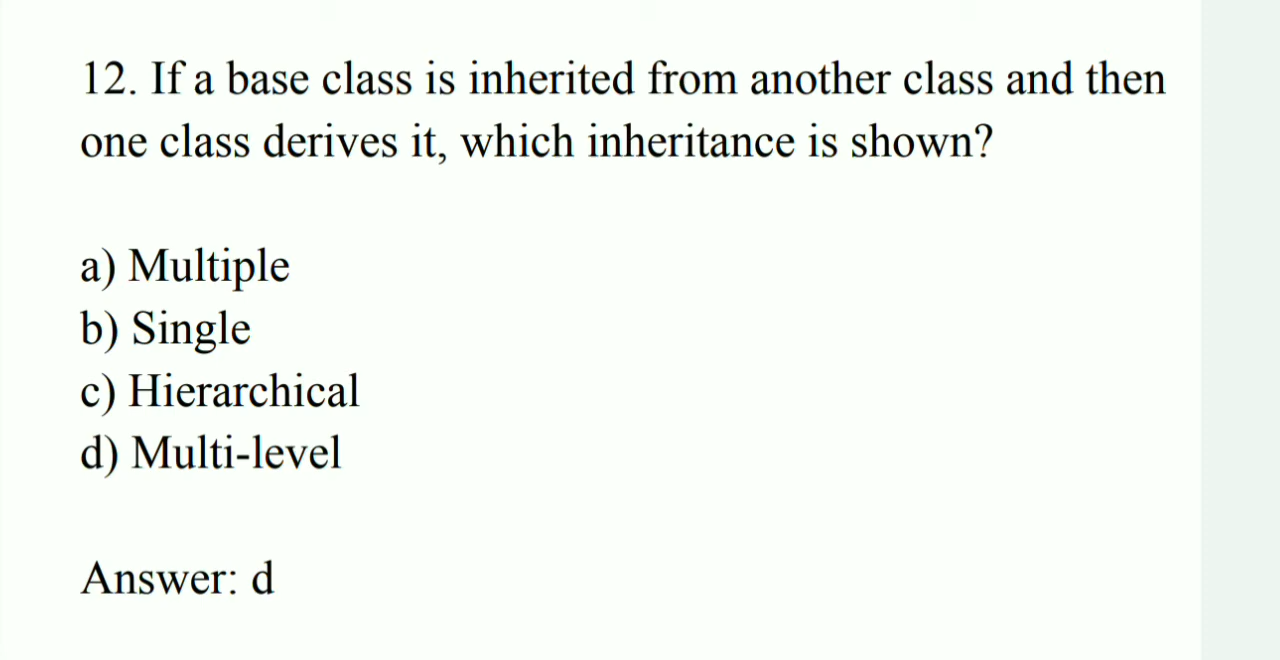 12. If a base class is inherited from another class and then
one class derives it, which inheritance is shown?
a) Multiple
b) Single
c) Hierarchical
d) Multi-level
Answer: d